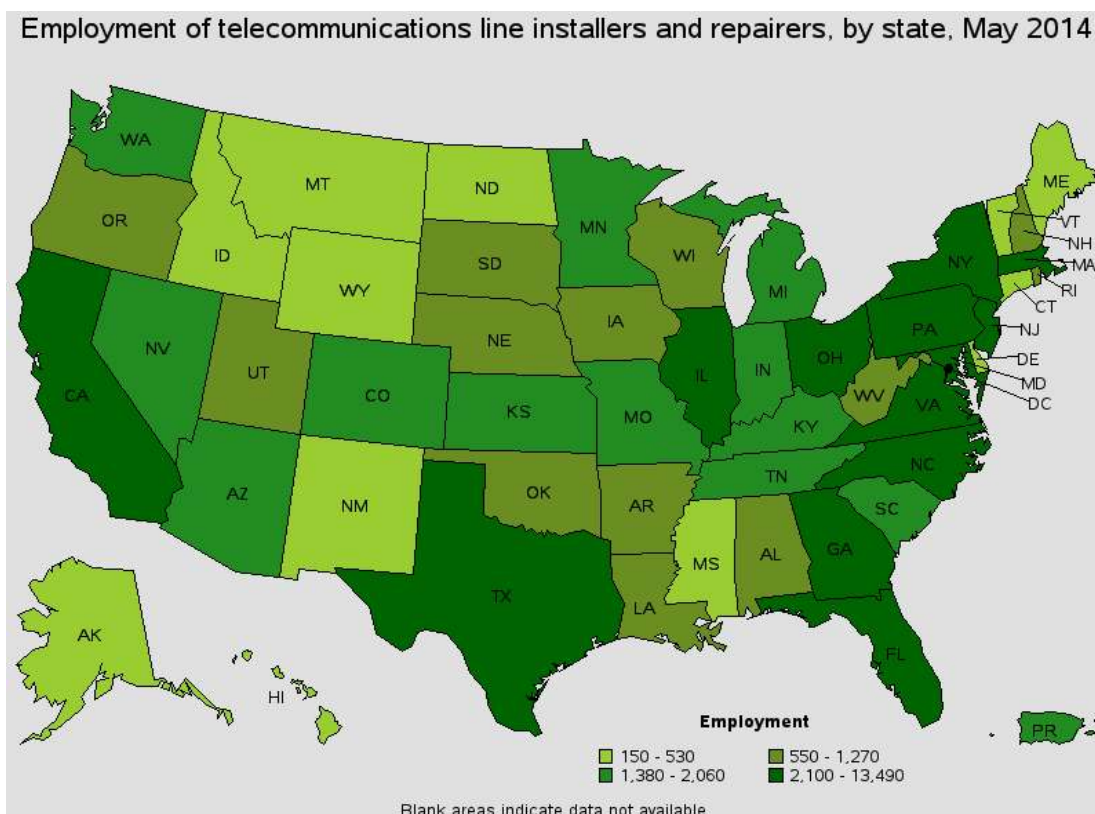 Employment of telecommunications line installers and repairers, by state, May 2014
WA
MT
ND
ME
OR
MN
VT
ID
SD
WI
NH
NY
MA
WY
MI
RI
CT
IA
NE
PA
NJ
NV
UT
IL
IN
OH
DE
CA
CO
WV
MD
KS
MO
VA
DC
KY
AZ
NM
OK
TN
NC
AR
SC
MS
AL
GA
TX
LA
AK
FL
HI
PR
Employment
150 - 530 550 - 1,270
1,380 - 2,060 2,100 - 13,490
Blank areas indicate data not available.